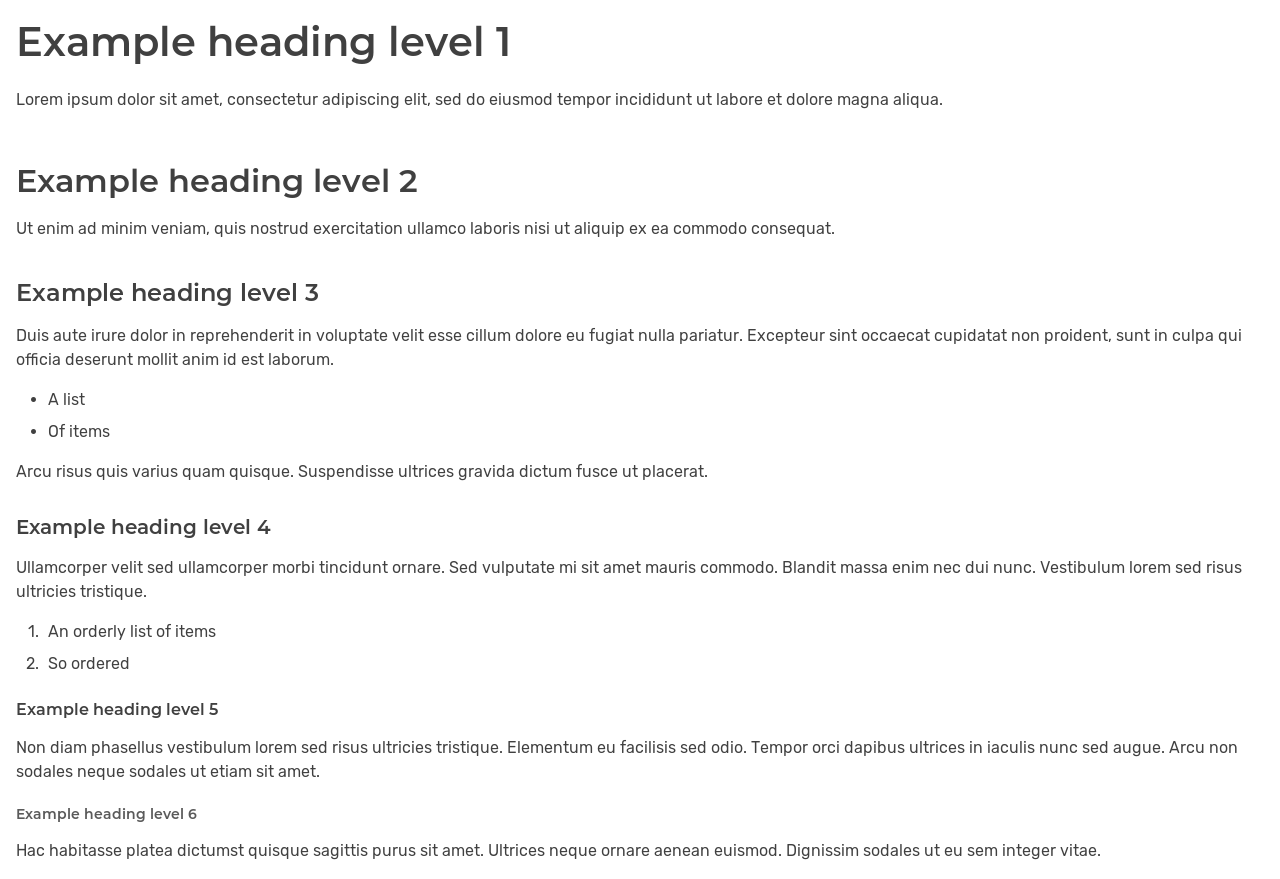 Example heading level 1
Lorem ipsum dolor sit amet, consectetur adipiscing elit, sed do eiusmod tempor incididunt ut labore et dolore magna aliqua.
Example heading level 2
Ut enim ad minim veniam, quis nostrud exercitation ullamco laboris nisi ut aliquip ex ea commodo consequat.
Example heading level 3
Duis aute irure dolor in reprehenderit in voluptate velit esse cillum dolore eu fugiat nulla pariatur. Excepteur sint occaecat cupidatat non proident, sunt in culpa qui
officia deserunt mollit anim id est laborum.
• A list
• Of items
Arcu risus quis varius quam quisque. Suspendisse ultrices gravida dictum fusce ut placerat.
Example heading level 4
Ullamcorper velit sed ullamcorper morbi tincidunt ornare. Sed vulputate mi sit amet mauris commodo. Blandit massa enim nec dui nunc. Vestibulum lorem sed risus
ultricies tristique.
1. An orderly list of items
2. So ordered
Example heading level 5
Non diam phasellus vestibulum lorem sed risus ultricies tristique. Elementum eu facilisis sed odio. Tempor orci dapibus ultrices in iaculis nunc sed augue. Arcu non
sodales neque sodales ut etiam sit amet.
Example heading level 6
Hac habitasse platea dictumst quisque sagittis purus sit amet. Ultrices neque ornare aenean euismod. Dignissim sodales ut eu sem integer vitae.